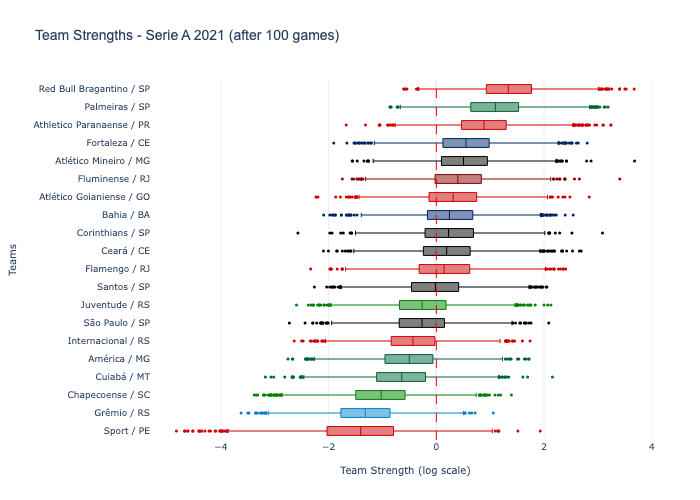 Team Strengths - Serie A 2021 (after 100 games)
Red Bull Bragantino / SP
Palmeiras / SP
Athletico Paranaense / PR
Fortaleza / CE
Atlético Mineiro / MG
Fluminense / RJ
Atlético Goianiense / GO
Bahia / BA
Corinthians / SP
Ceará / CE
Flamengo / RJ
Santos / SP
Juventude / RS
São Paulo / SP
Internacional / RS
América / MG
Cuiabá / MT
Chapecoense / SC
Grêmio / RS
Sport / PE
Teams
−4 −2 0 2 4
Team Strength (log scale)